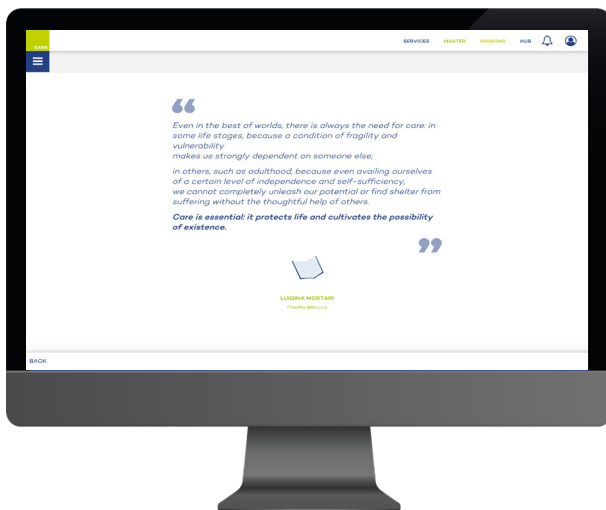 CARE
SERVICES MASTER MISSIONS HUB
Even in the best of worlds, there is always the need for care: in
some life stages, because a condition of fragility and
vulnerability
makes us strongly dependent on someone else;
in others, such as adulthood, because even availing ourselves
of a certain level of independence and self-sufficiency,
we cannot completely unleash our potential or find shelter from
suffering without the thoughtful help of others.
Care is essential: it protects life and cultivates the possibility
of existence.
LUIGINA MORTARI
Filosofia della cura
BACK